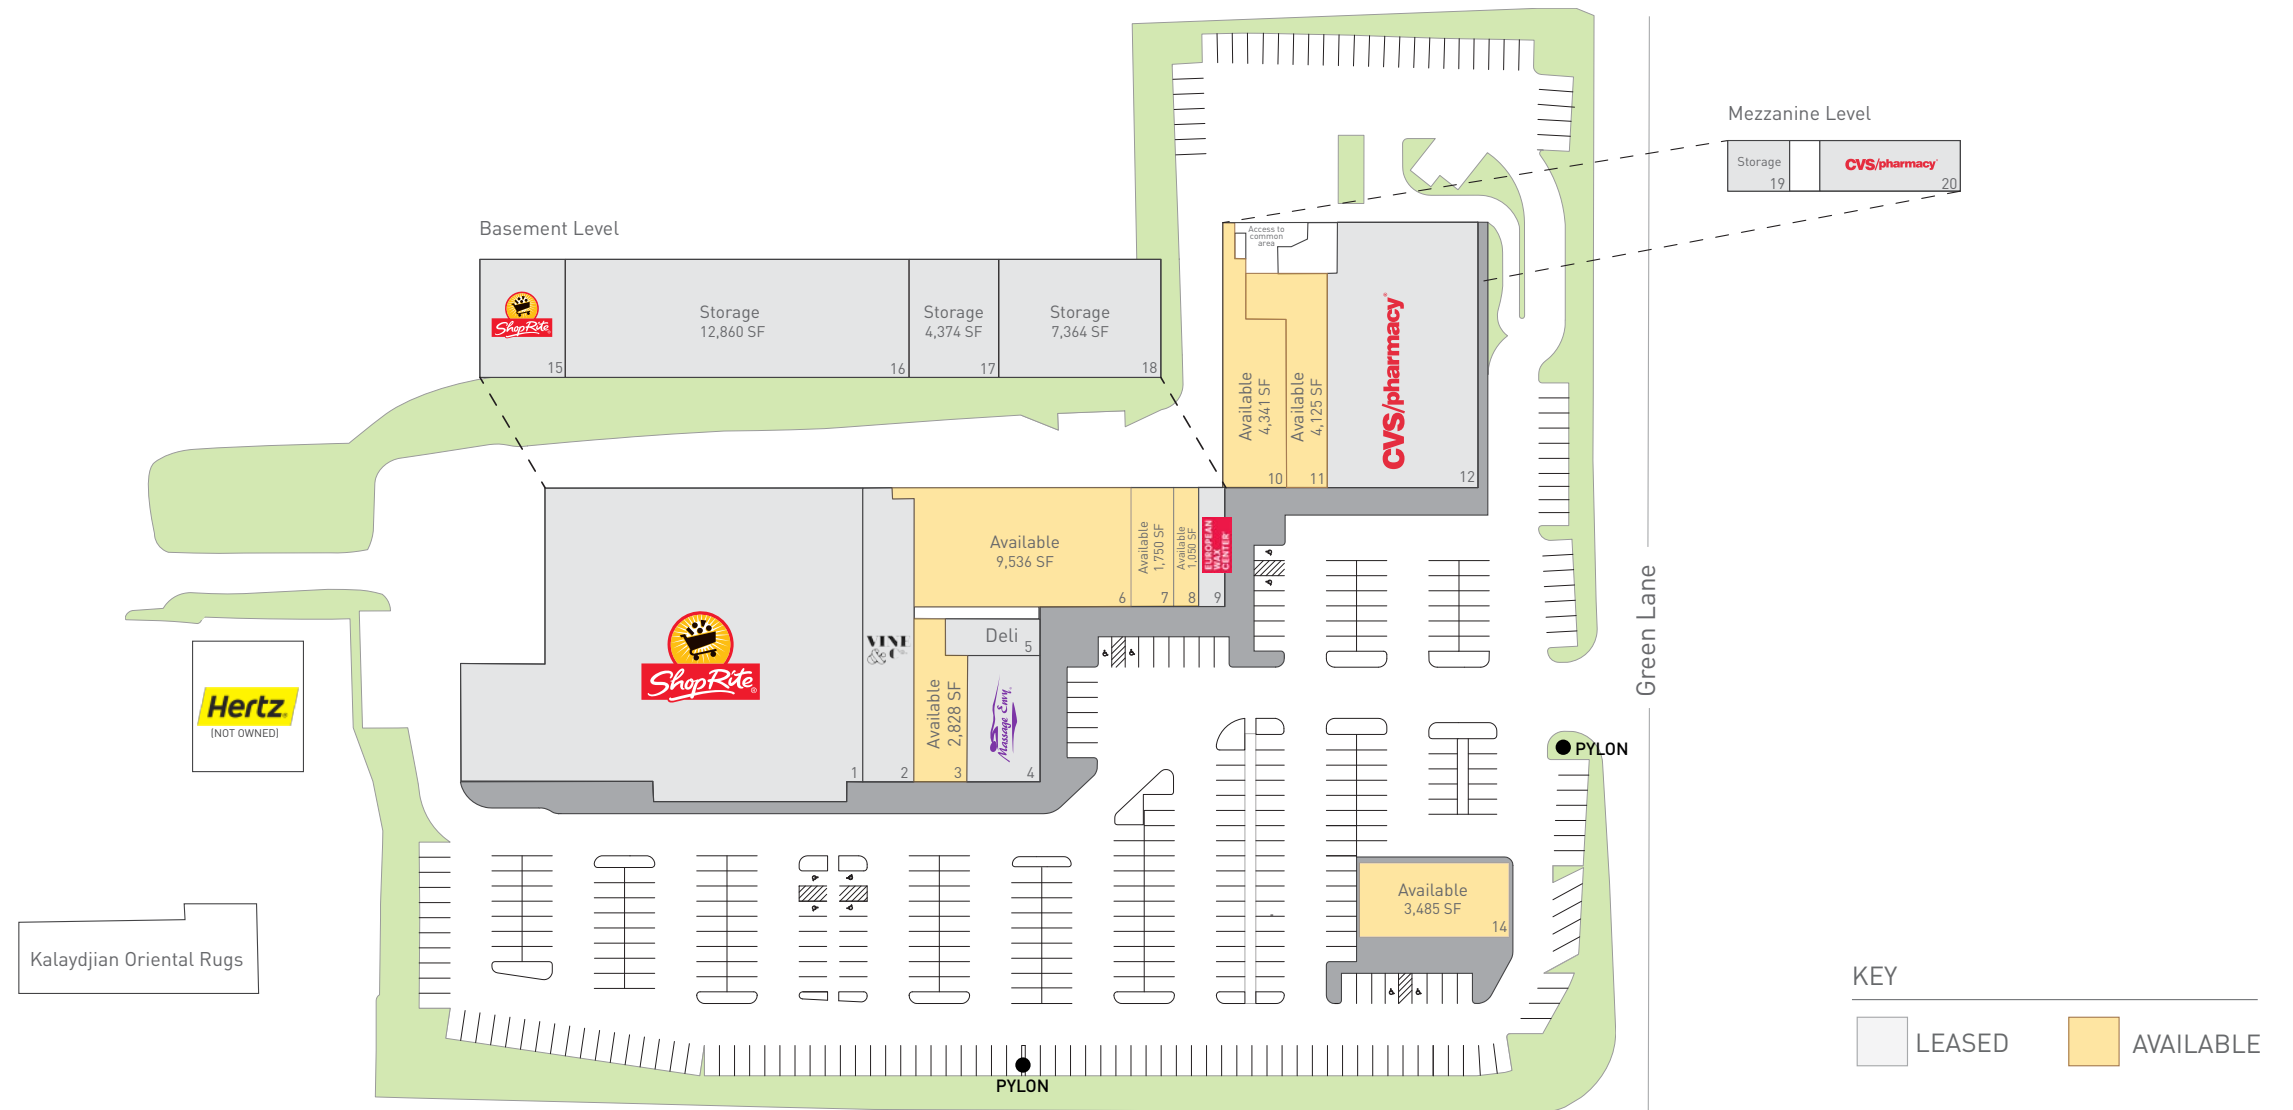 Mezzanine Level
Storage
19
CVS/pharmacy
20
Basement Level
ShopRite
15
Storage
12,860 SF
16
Storage
4,374 SF
17
Storage
7,364 SF
18
Access to
common
area
Available
4,341 SF
10
Available
4,125 SF
11
CVS/pharmacy
12
ShopRite
1
VINE
& Co
2
Available
9,536 SF
6
Available
1,750 SF
7
Available
1,050 SF
8
EUROPEAN
WAX
CENTER
9
Available
2,828 SF
3
Deli
5
Massage Envy
4
Green Lane
Hertz
(NOT OWNED)
PYLON
Available
3,485 SF
14
Kalaydjian Oriental Rugs
PYLON
KEY
LEASED
AVAILABLE